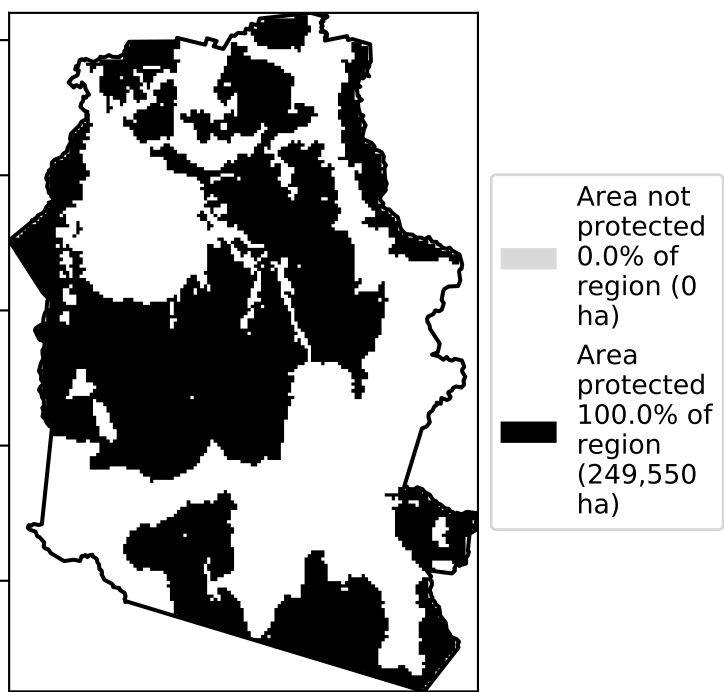 Area not
protected
0.0% of
region (0
ha)
Area
protected
100.0% of
region
(249,550
ha)